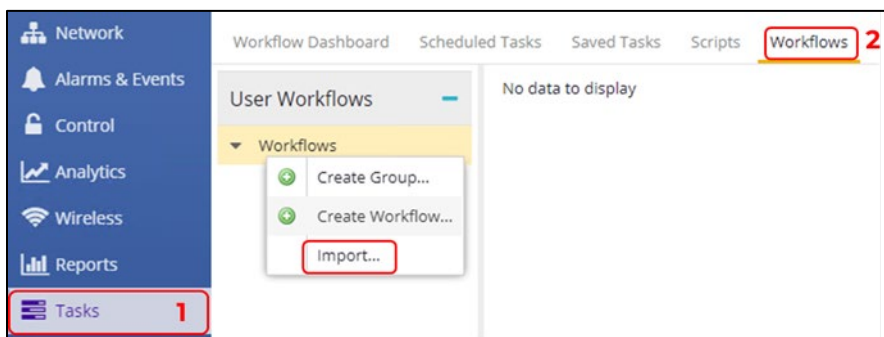 Network
Alarms & Events
Control
Analytics
Wireless
Reports
Tasks 1
Workflow Dashboard Scheduled Tasks Saved Tasks Scripts Workflows 2
User Workflows
Workflows
Create Group...
Create Workflow...
Import...
No data to display